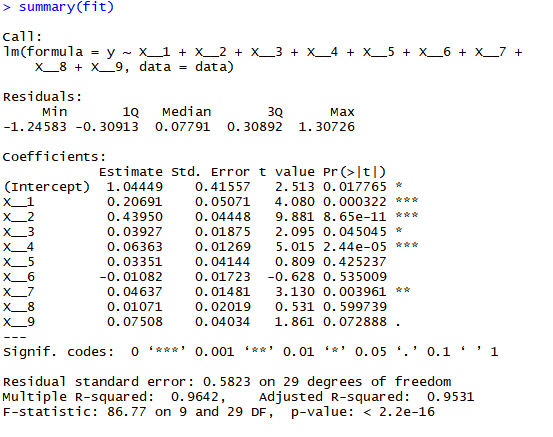 > summary(fit)
Call:
lm(formula = y ~ X__1 + X__2 + X__3 + X__4 + X__5 + X__6 + X__7 +
    X__8 + X__9, data = data)
Residuals:
     Min       1Q   Median       3Q      Max
-1.24583 -0.30913  0.07791  0.30892  1.30726
Coefficients:
            Estimate Std. Error t value Pr(>|t|)
(Intercept)  1.04449    0.41557   2.513 0.017765 *
X__1         0.20691    0.05071   4.080 0.000322 ***
X__2         0.43950    0.04448   9.881 8.65e-11 ***
X__3         0.03927    0.01875   2.095 0.045045 *
X__4         0.06363    0.01269   5.015 2.44e-05 ***
X__5         0.03351    0.04144   0.809 0.425237
X__6        -0.01082    0.01723  -0.628 0.535009
X__7         0.04637    0.01481   3.130 0.003961 **
X__8         0.01071    0.02019   0.531 0.599739
X__9         0.07508    0.04034   1.861 0.072888 .
---
Signif. codes:  0 ‘***’ 0.001 ‘**’ 0.01 ‘*’ 0.05 ‘.’ 0.1 ‘ ’ 1
Residual standard error: 0.5823 on 29 degrees of freedom
Multiple R-squared:  0.9642,    Adjusted R-squared:  0.9531
F-statistic: 86.77 on 9 and 29 DF,  p-value: < 2.2e-16